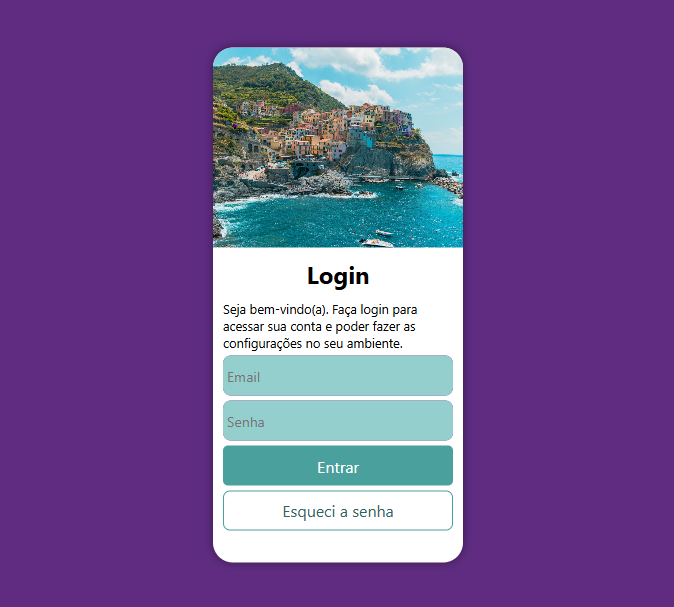 Login
Seja bem-vindo(a). Faça login para
acessar sua conta e poder fazer as
configurações no seu ambiente.
Email
Senha
Entrar
Esqueci a senha